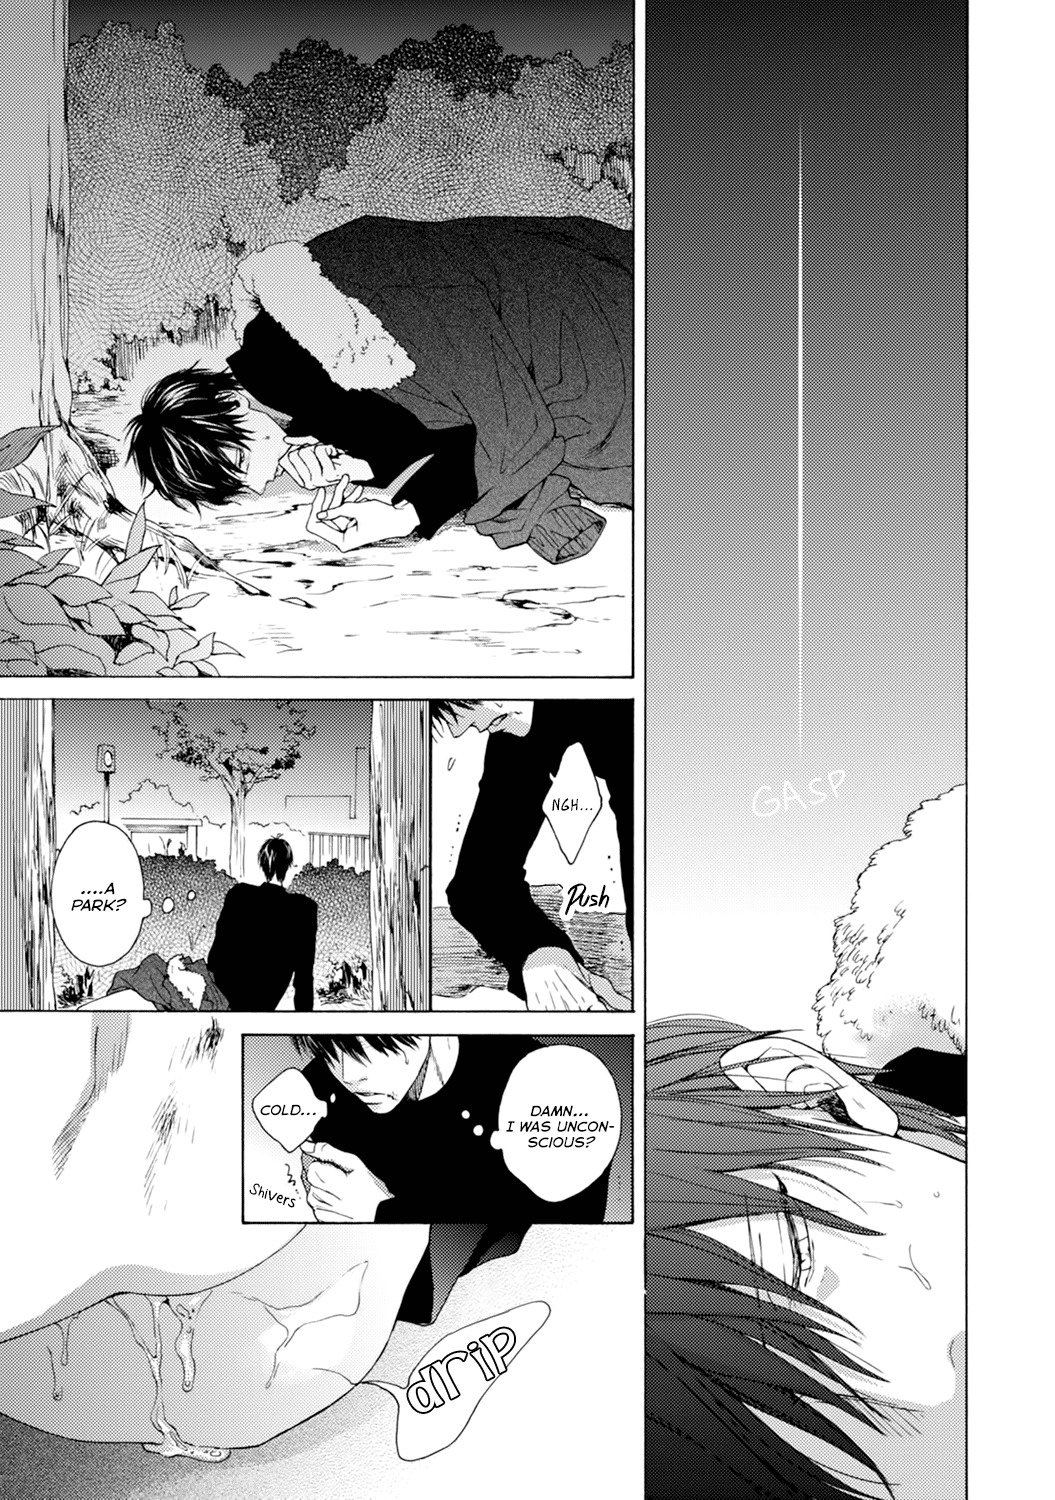 GASP
NGH...
Push
....A
PARK?
DAMN...
I WAS UNCON-
SCIOUS?
COLD...
Shivers
drip